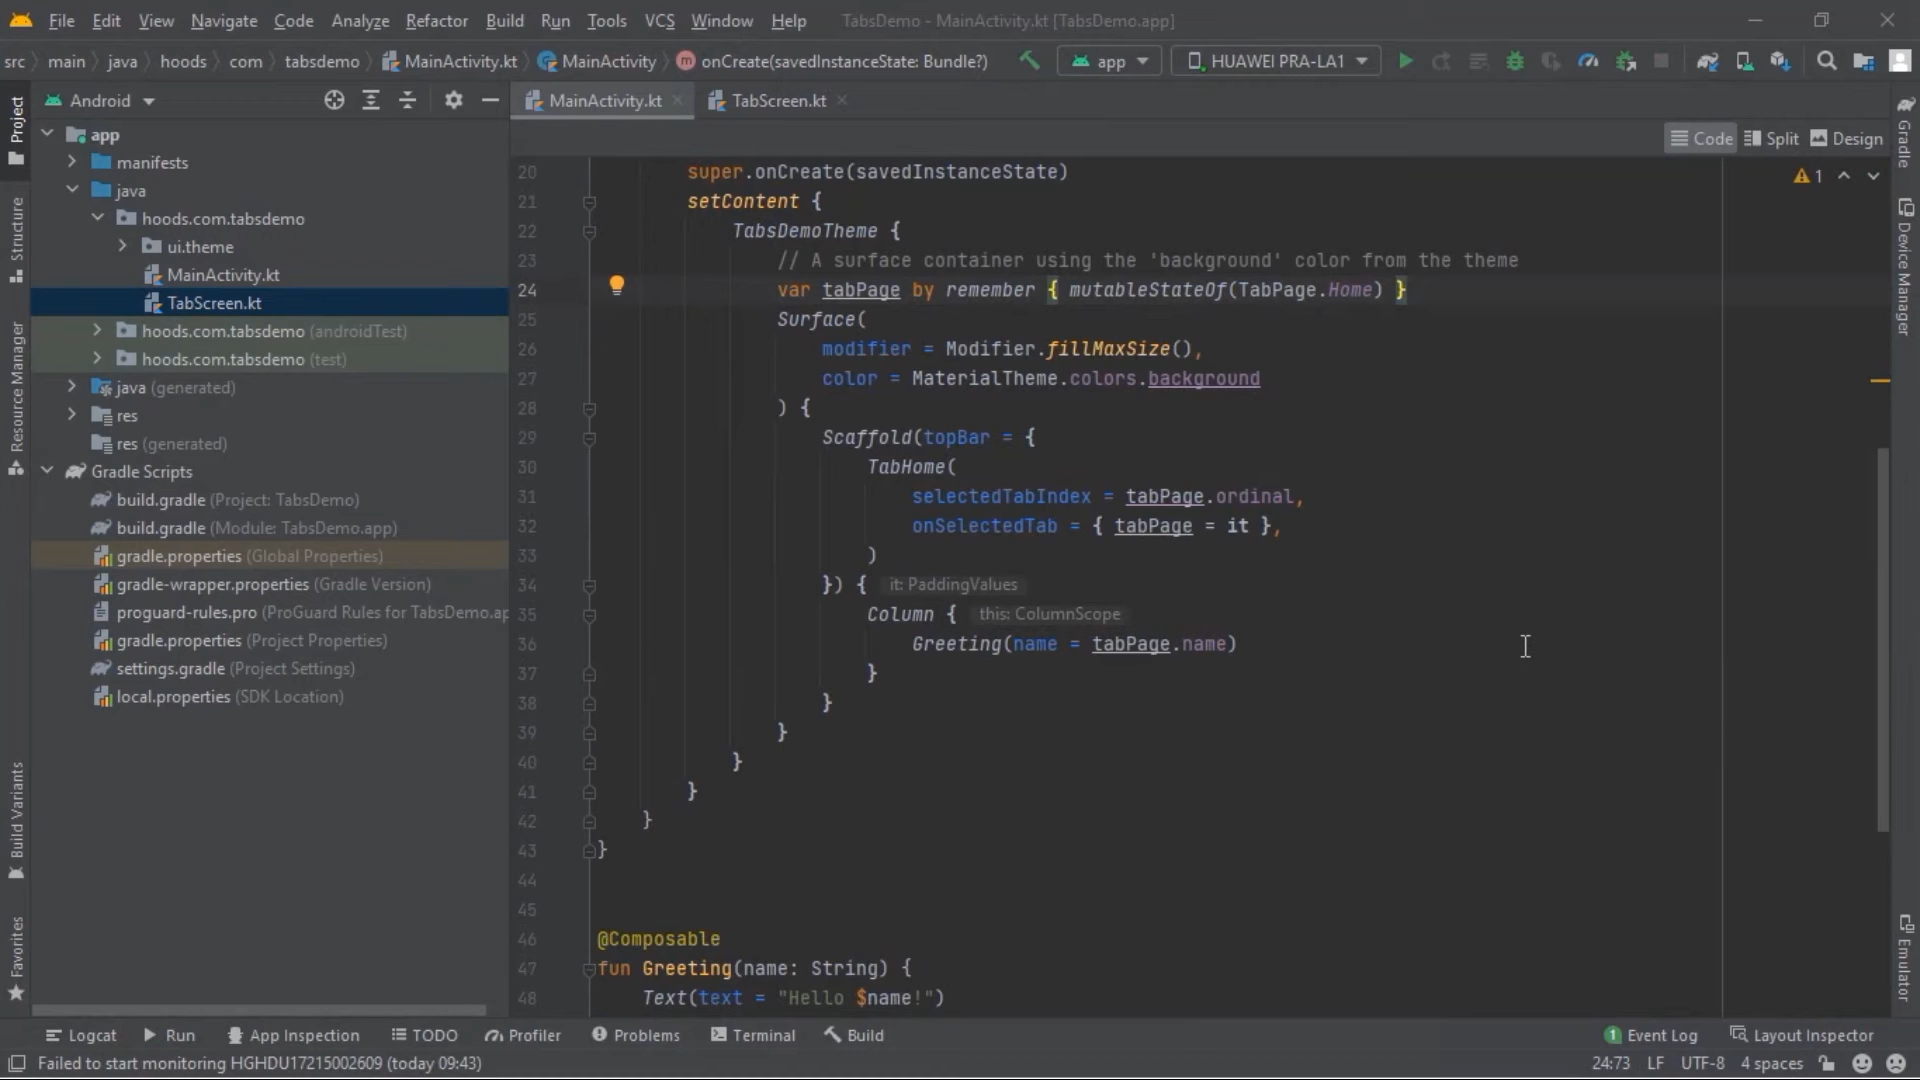 File Edit View Navigate Code Analyze Refactor Build Run Tools VCS Window Help TabsDemo - MainActivity.kt [TabsDemo.app]
src main java hoods com tabsdemo MainActivity.kt MainActivity onCreate(savedInstanceState: Bundle?) app HUAWEI PRA-LA1
Android
MainActivity.kt TabScreen.kt
Code Split Design
Project
Structure
Resource Manager
Build Variants
Favorites
app
manifests
java
hoods.com.tabsdemo
ui.theme
MainActivity.kt
TabScreen.kt
hoods.com.tabsdemo (androidTest)
hoods.com.tabsdemo (test)
java (generated)
res
res (generated)
Gradle Scripts
build.gradle (Project: TabsDemo)
build.gradle (Module: TabsDemo.app)
gradle.properties (Global Properties)
gradle-wrapper.properties (Gradle Version)
proguard-rules.pro (ProGuard Rules for TabsDemo.ap
gradle.properties (Project Properties)
settings.gradle (Project Settings)
local.properties (SDK Location)
1
20 super.onCreate(savedInstanceState)
21 setContent {
22 TabsDemoTheme {
23 // A surface container using the 'background' color from the theme
24 var tabPage by remember { mutableStateOf(TabPage.Home) }
25 Surface(
26 modifier = Modifier.fillMaxSize(),
27 color = MaterialTheme.colors.background
28 ) {
29 Scaffold(topBar = {
30 TabHome(
31 selectedTabIndex = tabPage.ordinal,
32 onSelectedTab = { tabPage = it },
33 )
34 }) { it: PaddingValues
35 Column { this: ColumnScope
36 Greeting(name = tabPage.name)
37 }
38 }
39 }
40 }
41 }
42 }
43 }
44
45
46 @Composable
47 fun Greeting(name: String) {
48 Text(text = "Hello $name!")
Gradle
Device Manager
Emulator
Logcat Run App Inspection TODO Profiler Problems Terminal Build 1 Event Log Layout Inspector
Failed to start monitoring HGHDU17215002609 (today 09:43) 24:73 LF UTF-8 4 spaces